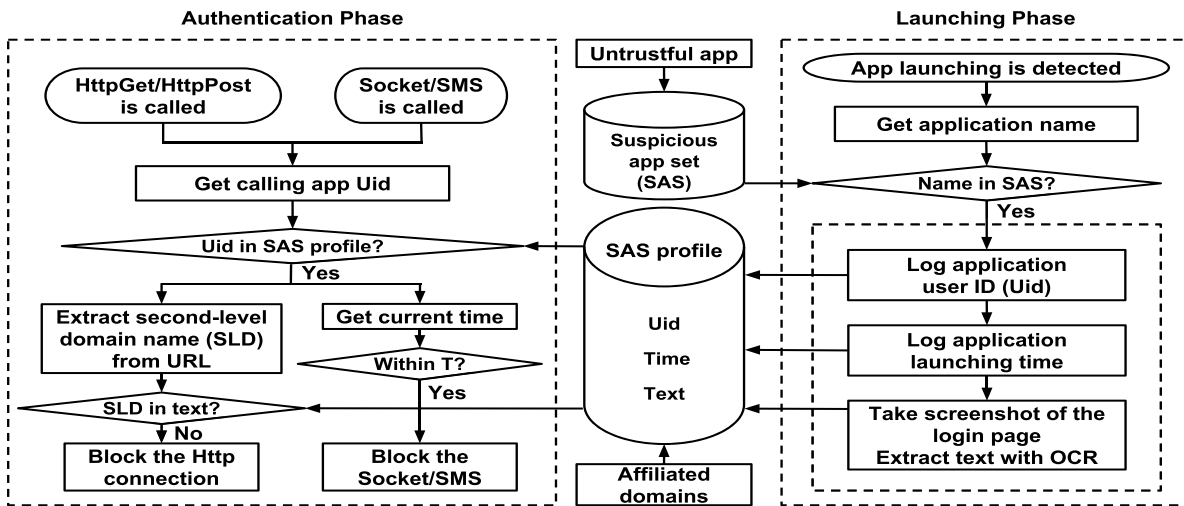 Authentication Phase
HttpGet/HttpPost
is called
Socket/SMS
is called
Get calling app Uid
Uid in SAS profile?
Yes
Extract second-level
domain name (SLD)
from URL
Get current time
Within T?
Yes
SLD in text?
No
Block the Http
connection
Block the
Socket/SMS
Untrustful app
Suspicious
app set
(SAS)
SAS profile
Uid
Time
Text
Affiliated
domains
Launching Phase
App launching is detected
Get application name
Name in SAS?
Yes
Log application
user ID (Uid)
Log application
launching time
Take screenshot of the
login page
Extract text with OCR